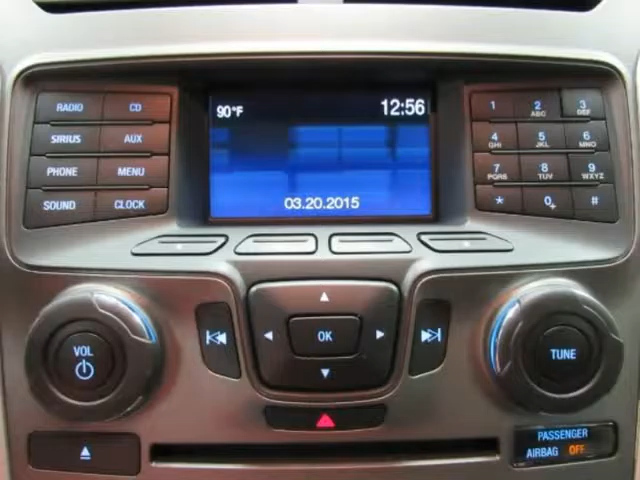 RADIO CD
SIRIUS AUX
PHONE MENU
SOUND CLOCK
90°F 12:56
03.20.2015
1 2 ABC 3 DEF
4 GHI 5 JKL 6 MNO
7 PQRS 8 TUV 9 WXYZ
* 0+ #
OK
VOL
TUNE
PASSENGER
AIRBAG OFF